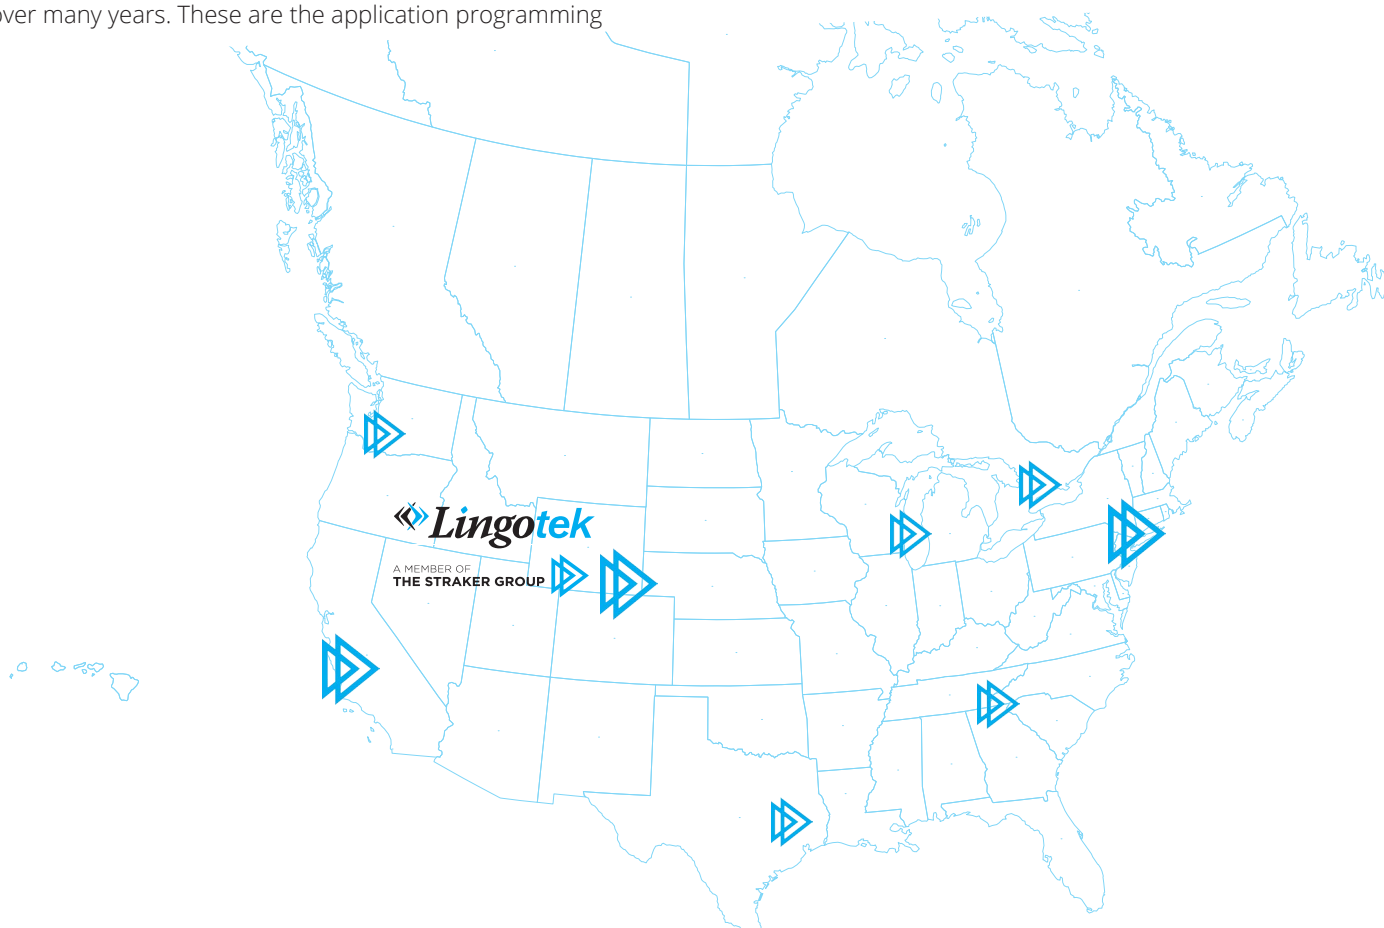 over many years. These are the application programming
Lingotek
A MEMBER OF
THE STRAKER GROUP